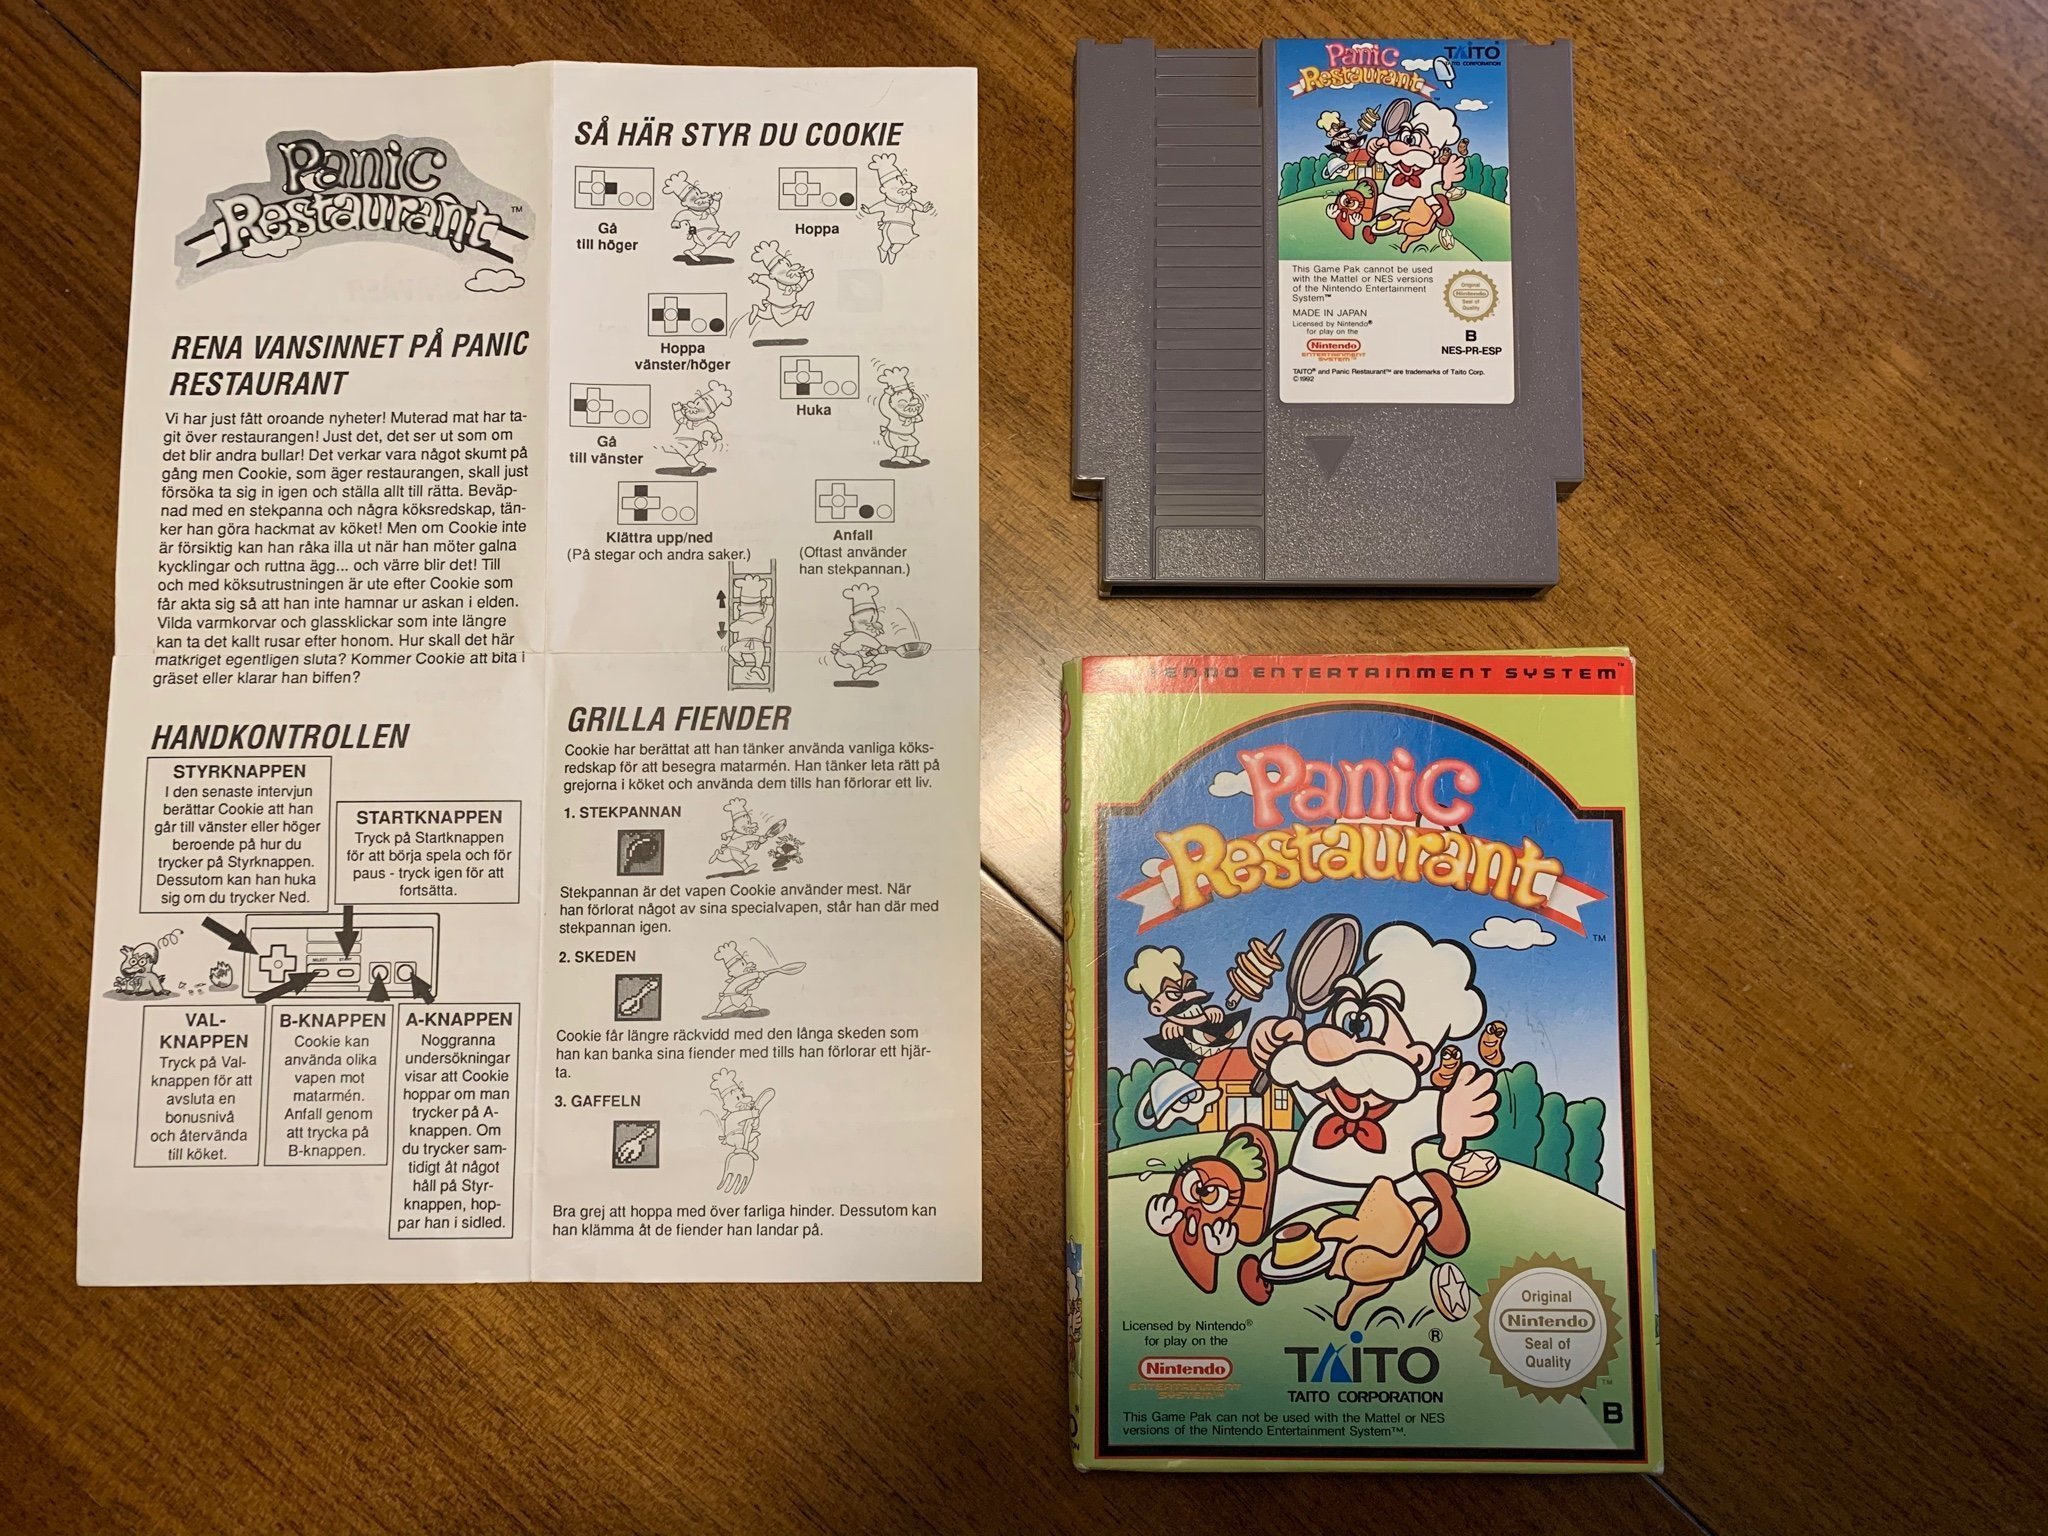 Panic
Restaurant™
RENA VANSINNET PÅ PANIC
RESTAURANT
Vi har just fått oroande nyheter! Muterad mat har ta-
git över restaurangen! Just det, det ser ut som om
det blir andra bullar! Det verkar vara något skumt på
gång men Cookie, som äger restaurangen, skall just
försöka ta sig in igen och ställa allt till rätta. Beväp-
nad med en stekpanna och några köksredskap, tän-
ker han göra hackmat av köket! Men om Cookie inte
är försiktig kan han råka illa ut när han möter galna
kycklingar och ruttna ägg... och värre blir det! Till
och med köksutrustningen är ute efter Cookie som
får akta sig så att han inte hamnar ur askan i elden.
Vilda varmkorvar och glassklickar som inte längre
kan ta det kallt rusar efter honom. Hur skall det här
matkriget egentligen sluta? Kommer Cookie att bita i
gräset eller klarar han biffen?
HANDKONTROLLEN
STYRKNAPPEN
I den senaste intervjun
berättar Cookie att han
går till vänster eller höger
beroende på hur du
trycker på Styrknappen.
Dessutom kan han huka
sig om du trycker Ned.
STARTKNAPPEN
Tryck på Startknappen
för att börja spela och för
paus - tryck igen för att
fortsätta.
SELECT START
VAL-
KNAPPEN
Tryck på Val-
knappen för att
avsluta en
bonusnivå
och återvända
till köket.
B-KNAPPEN
Cookie kan
använda olika
vapen mot
matarmén.
Anfall genom
att trycka på
B-knappen.
A-KNAPPEN
Noggranna
undersökningar
visar att Cookie
hoppar om man
trycker på A-
knappen. Om
du trycker sam-
tidigt åt något
håll på Styr-
knappen, hop-
par han i sidled.
SÅ HÄR STYR DU COOKIE
Gå
till höger
Hoppa
Hoppa
vänster/höger
Huka
Gå
till vänster
Klättra upp/ned
(På stegar och andra saker.)
Anfall
(Oftast använder
han stekpannan.)
GRILLA FIENDER
Cookie har berättat att han tänker använda vanliga köks-
redskap för att besegra matarmén. Han tänker leta rätt på
grejorna i köket och använda dem tills han förlorar ett liv.
1. STEKPANNAN
Stekpannan är det vapen Cookie använder mest. När
han förlorat något av sina specialvapen, står han där med
stekpannan igen.
2. SKEDEN
Cookie får längre räckvidd med den långa skeden som
han kan banka sina fiender med tills han förlorar ett hjär-
ta.
3. GAFFELN
Bra grej att hoppa med över farliga hinder. Dessutom kan
han klämma åt de fiender han landar på.
Panic
Restaurant™
TAITO
TAITO CORPORATION
This Game Pak cannot be used
with the Mattel or NES versions
of the Nintendo Entertainment
System™
MADE IN JAPAN
Licensed by Nintendo®
for play on the
Nintendo
ENTERTAINMENT
SYSTEM™
Original
Nintendo
Seal of
Quality
B
NES-PR-ESP
TAITO® and Panic Restaurant™ are trademarks of Taito Corp.
©1992
ENTERTAINMENT SYSTEM™
Panic
Restaurant
™
Licensed by Nintendo®
for play on the
Nintendo
ENTERTAINMENT
SYSTEM™
TAITO®
TAITO CORPORATION
Original
Nintendo
Seal of
Quality
™
B
This Game Pak can not be used with the Mattel or NES
versions of the Nintendo Entertainment System™.